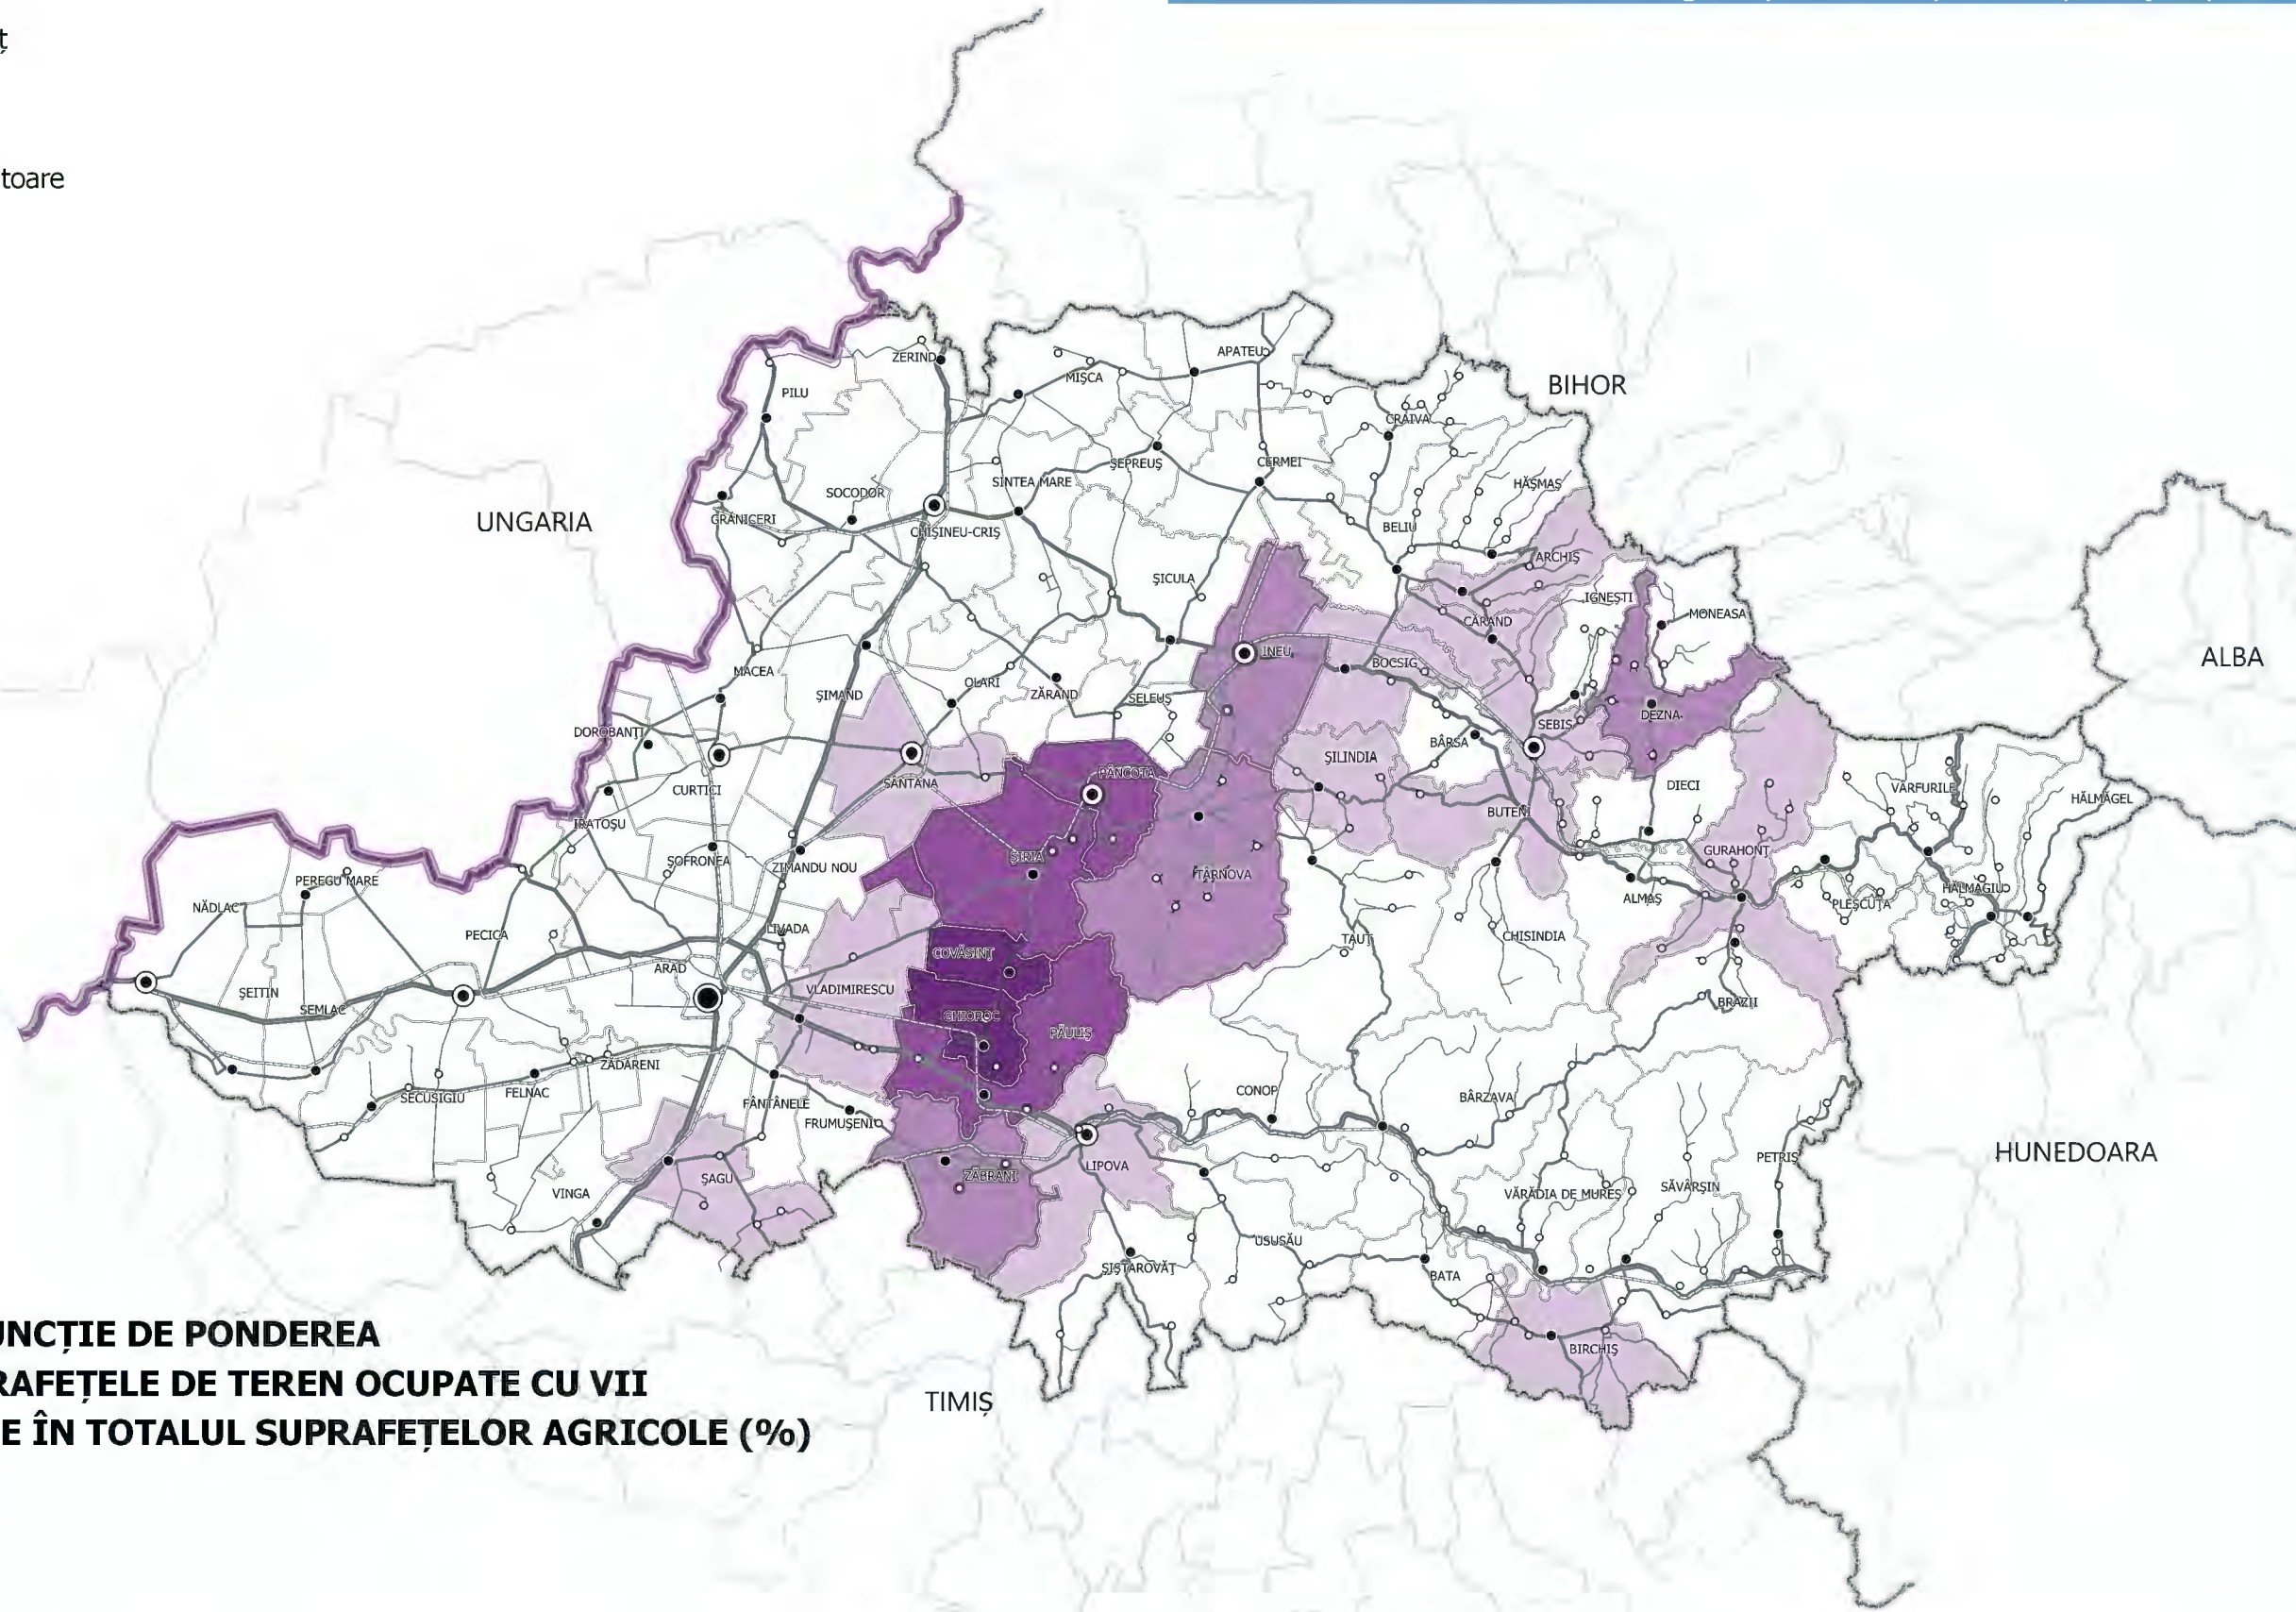 toare
ZERIND
APATEU
BIHOR
MIȘCA
PILU
CRAIVA
ȘEPREUȘ
CERMEI
SINTEA MARE
HĂȘMAȘ
SOCODOR
UNGARIA
GRĂNICERI
CHIȘINEU-CRIȘ
BELIU
ARCHIȘ
ȘICULA
IGNEȘTI
MONEASA
CĂRAND
ALBA
INEU
BOCSIG
MACEA
OLARI
ȘIMAND
ZĂRAND
SELEUȘ
DEZNA
SEBIȘ
DOROBANȚI
BÂRSA
ȘILINDIA
PÂNCOTA
SÂNTANA
DIECI
CURTICI
VÂRFURILE
HĂLMĂGEL
BUTENI
IRATOȘU
GURAHONȚ
ȘIRIA
ȘOFRONEA
ZIMANDU NOU
TÂRNOVA
PEREGU MARE
HĂLMAGIU
ALMAȘ
PLEȘCUȚA
NĂDLAC
LIVADA
PECICA
CHISINDIA
TAUȚ
COVĂSINȚ
ARAD
VLADIMIRESCU
ȘEITIN
BRAZII
SEMLAC
GHIOROC
PĂULIȘ
ZĂDĂRENI
CONOP
FELNAC
SECUSIGIU
BÂRZAVA
FÂNTÂNELE
FRUMUȘENI
HUNEDOARA
PETRIȘ
LIPOVA
ZĂBRANI
ȘAGU
SĂVÂRȘIN
VINGA
VĂRĂDIA DE MUREȘ
USUSĂU
ȘIȘTAROVĂȚ
BATA
UNCȚIE DE PONDEREA
BIRCHIȘ
RAFEȚELE DE TEREN OCUPATE CU VII
TIMIȘ
E ÎN TOTALUL SUPRAFEȚELOR AGRICOLE (%)